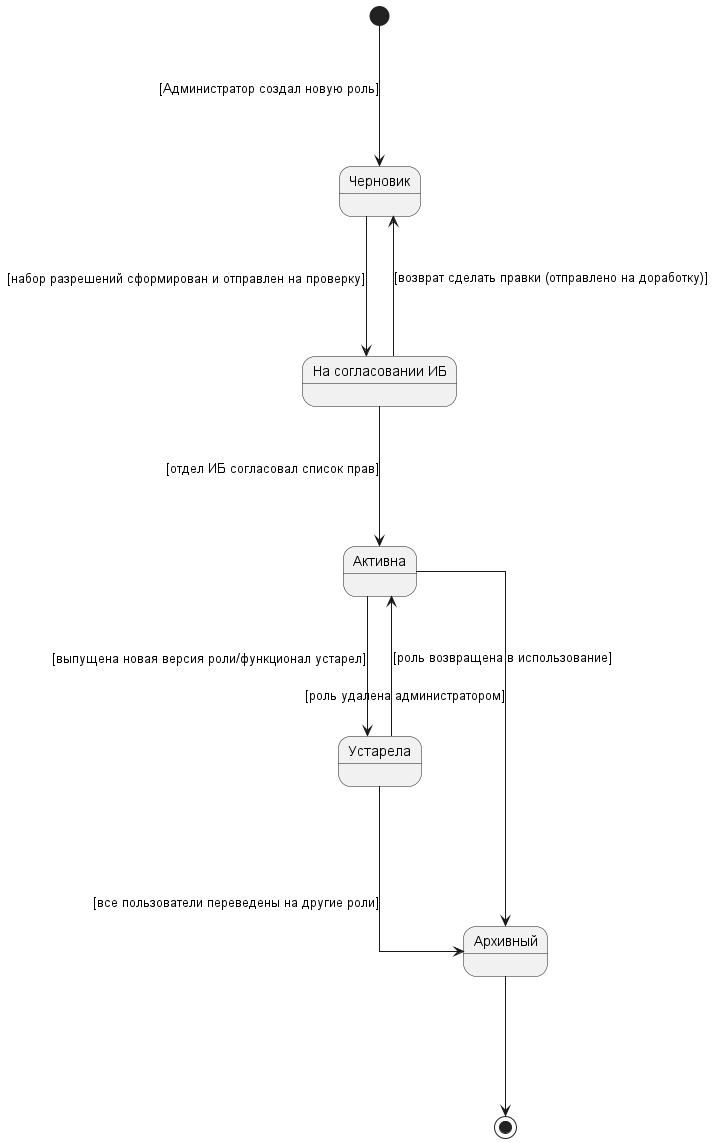 [Администратор создал новую роль]
Черновик
[набор разрешений сформирован и отправлен на проверку]
[возврат сделать правки (отправлено на доработку)]
На согласовании ИБ
[отдел ИБ согласовал список прав]
Активна
[выпущена новая версия роли/функционал устарел]
[роль возвращена в использование]
[роль удалена администратором]
Устарела
[все пользователи переведены на другие роли]
Архивный